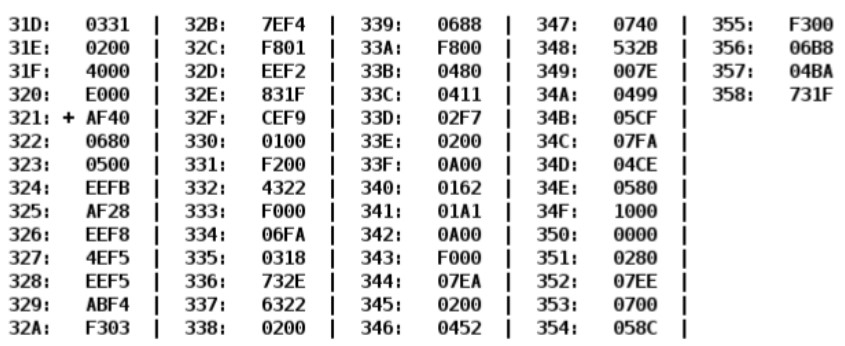 31D: 0331 | 32B: 7EF4 | 339: 0688 | 347: 0740 | 355: F300
31E: 0200 | 32C: F801 | 33A: F800 | 348: 532B | 356: 06B8
31F: 4000 | 32D: EEF2 | 33B: 0480 | 349: 007E | 357: 04BA
320: E000 | 32E: 831F | 33C: 0411 | 34A: 0499 | 358: 731F
321: + AF40 | 32F: CEF9 | 33D: 02F7 | 34B: 05CF |
322: 0680 | 330: 0100 | 33E: 0200 | 34C: 07FA |
323: 0500 | 331: F200 | 33F: 0A00 | 34D: 04CE |
324: EEFB | 332: 4322 | 340: 0162 | 34E: 0580 |
325: AF28 | 333: F000 | 341: 01A1 | 34F: 1000 |
326: EEF8 | 334: 06FA | 342: 0A00 | 350: 0000 |
327: 4EF5 | 335: 0318 | 343: F000 | 351: 0280 |
328: EEF5 | 336: 732E | 344: 07EA | 352: 07EE |
329: ABF4 | 337: 6322 | 345: 0200 | 353: 0700 |
32A: F303 | 338: 0200 | 346: 0452 | 354: 058C |